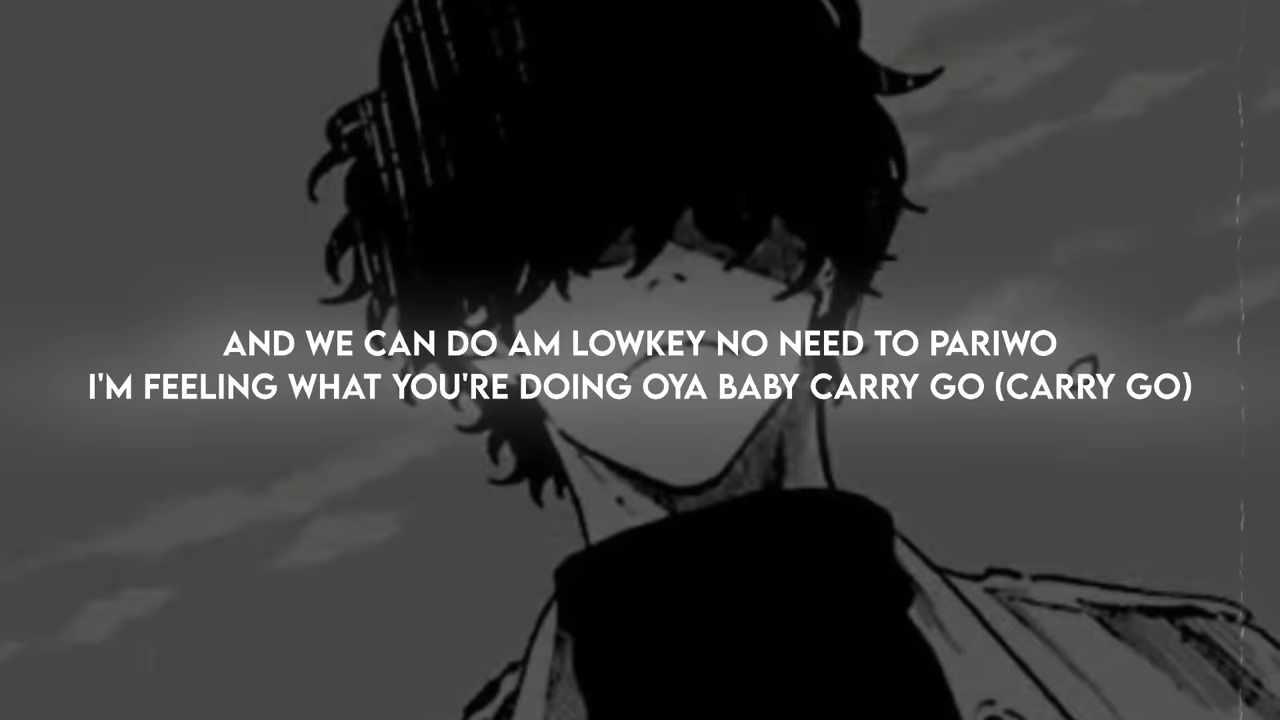 AND WE CAN DO AM LOWKEY NO NEED TO PARIWO
I'M FEELING WHAT YOU'RE DOING OYA BABY CARRY GO (CARRY GO)